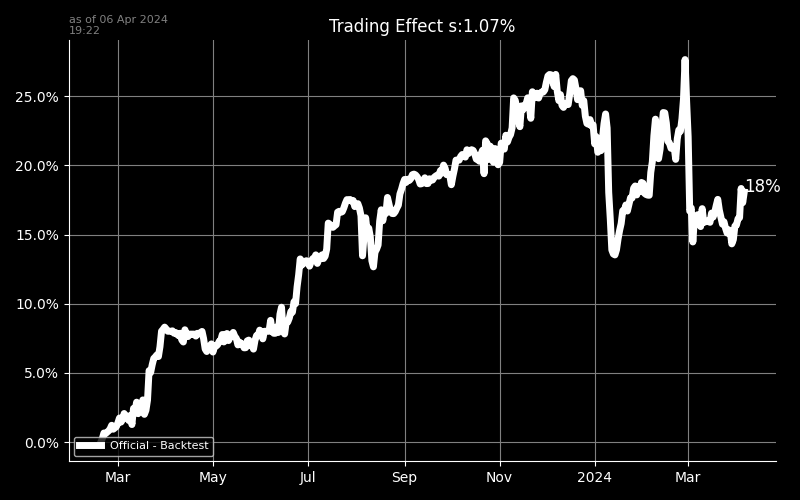 as of 06 Apr 2024
19:22
Trading Effect s:1.07%
25.0%
20.0%
15.0%
10.0%
5.0%
0.0%
18%
Official - Backtest
Mar
May
Jul
Sep
Nov
2024
Mar